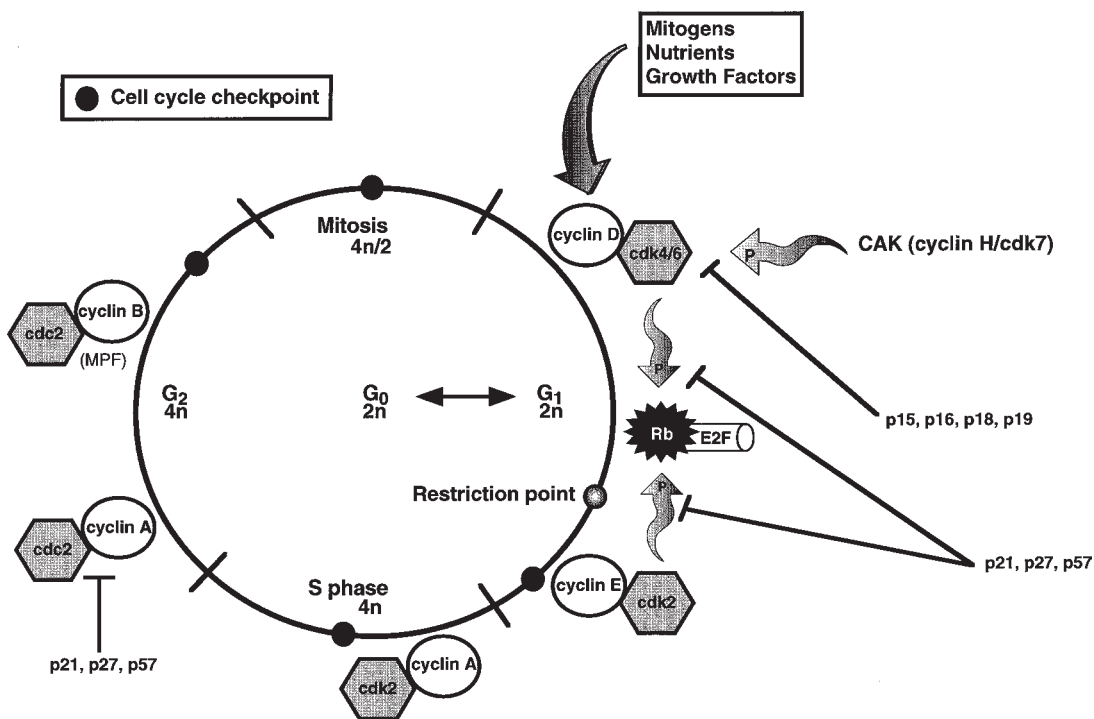 Mitogens
Nutrients
Growth Factors
Cell cycle checkpoint
Mitosis
4n/2
cyclin D
cdk4/6
P
CAK (cyclin H/cdk7)
cdc2
cyclin B
(MPF)
P
G2
4n
G0
2n
G1
2n
p15, p16, p18, p19
Rb
E2F
Restriction point
P
cdc2
cyclin A
p21, p27, p57
S phase
4n
cyclin E
cdk2
p21, p27, p57
cdk2
cyclin A